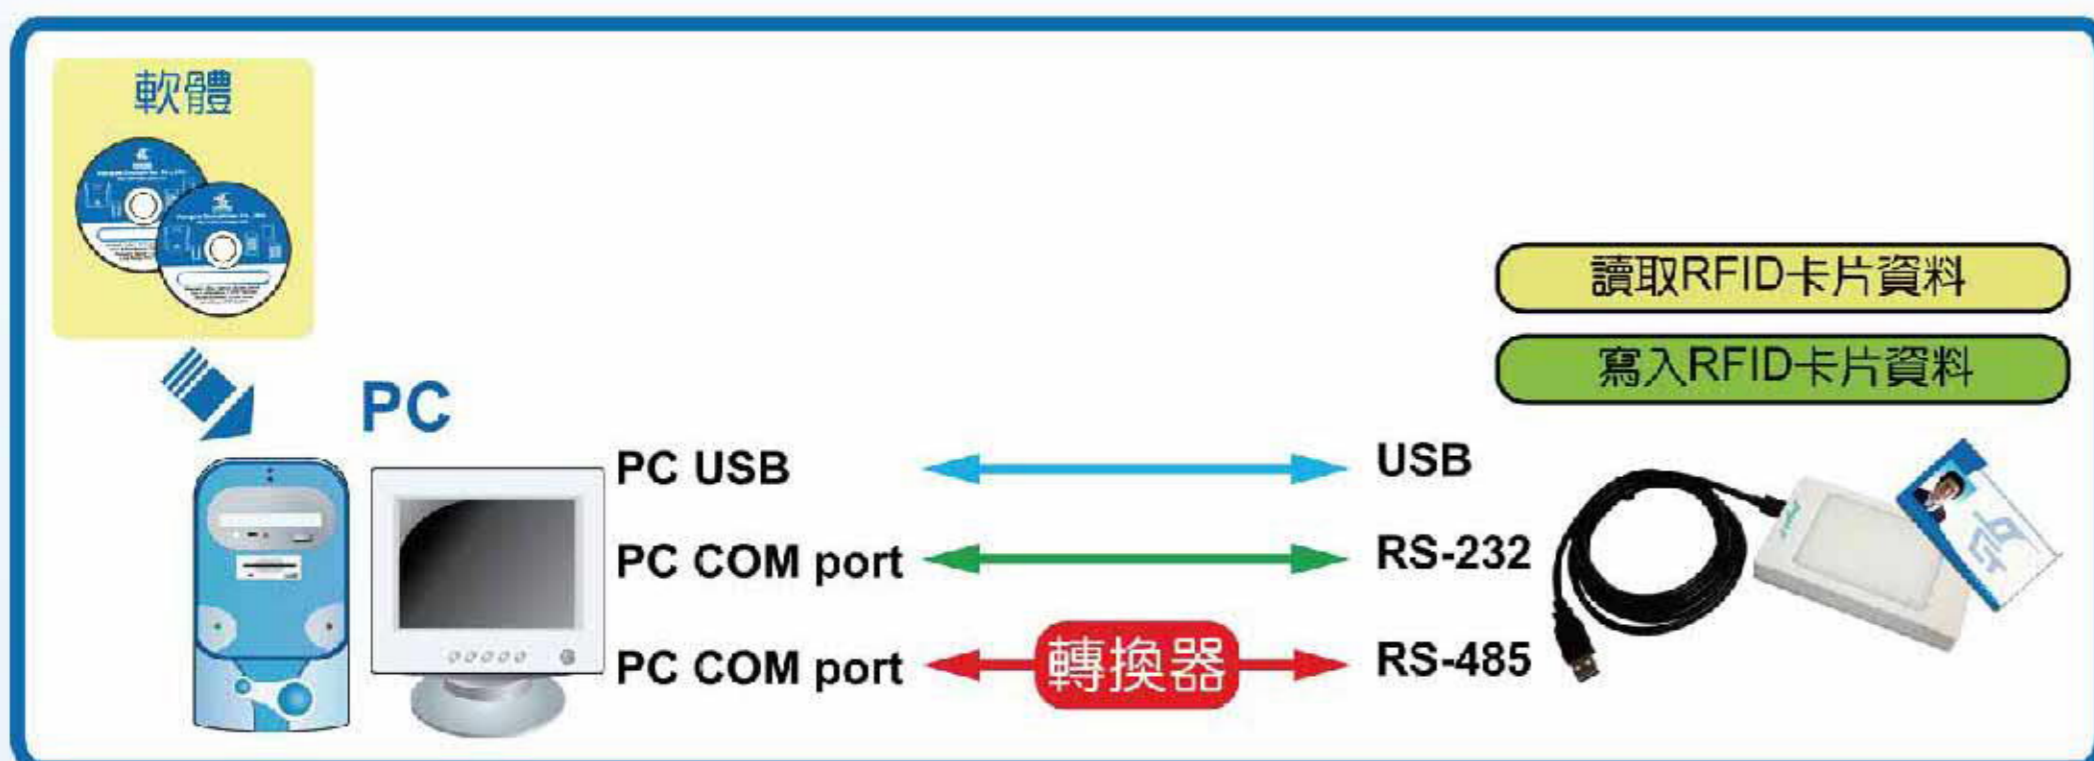 軟體
讀取RFID卡片資料
寫入RFID卡片資料
PC
PC USB
USB
PC COM port
RS-232
PC COM port
轉換器
RS-485